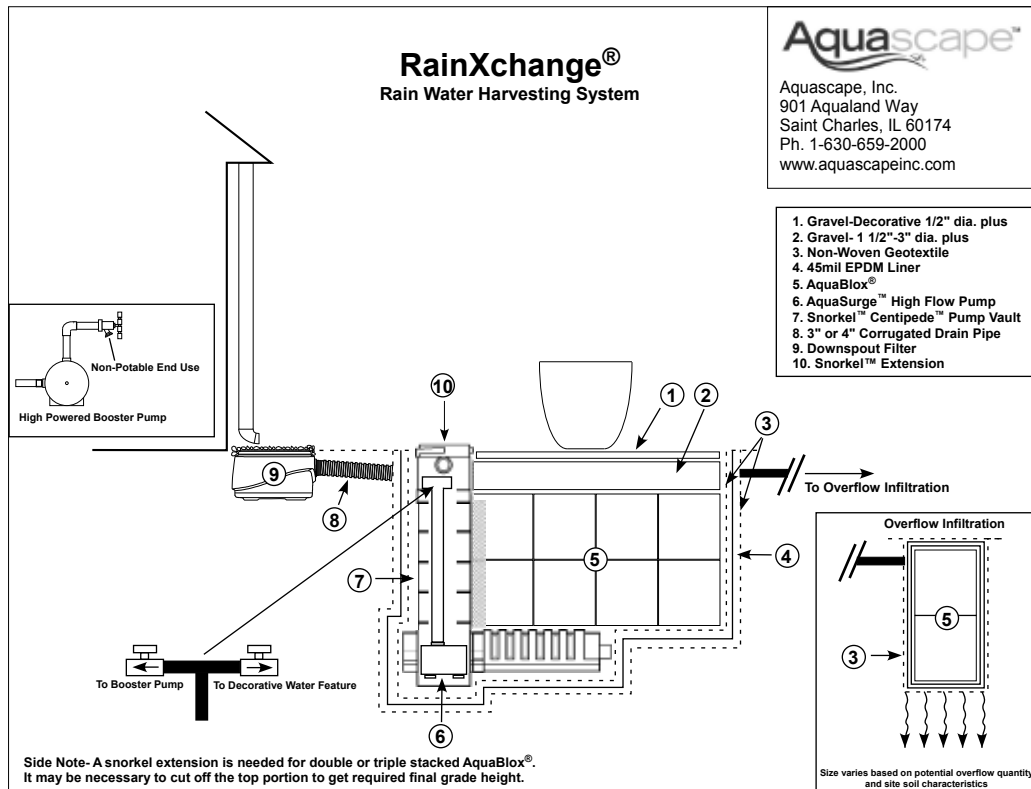 RainXchange®
Rain Water Harvesting System
Aquascape™
Aquascape, Inc.
901 Aqualand Way
Saint Charles, IL 60174
Ph. 1-630-659-2000
www.aquascapeinc.com
1. Gravel-Decorative 1/2" dia. plus
2. Gravel- 1 1/2"-3" dia. plus
3. Non-Woven Geotextile
4. 45mil EPDM Liner
5. AquaBlox®
6. AquaSurge™ High Flow Pump
7. Snorkel™ Centipede™ Pump Vault
8. 3" or 4" Corrugated Drain Pipe
9. Downspout Filter
10. Snorkel™ Extension
Non-Potable End Use
High Powered Booster Pump
10
1
2
3
9
8
To Overflow Infiltration
7
5
4
6
To Booster Pump
To Decorative Water Feature
Overflow Infiltration
5
3
Size varies based on potential overflow quantity
and site soil characteristics
Side Note- A snorkel extension is needed for double or triple stacked AquaBlox®.
It may be necessary to cut off the top portion to get required final grade height.